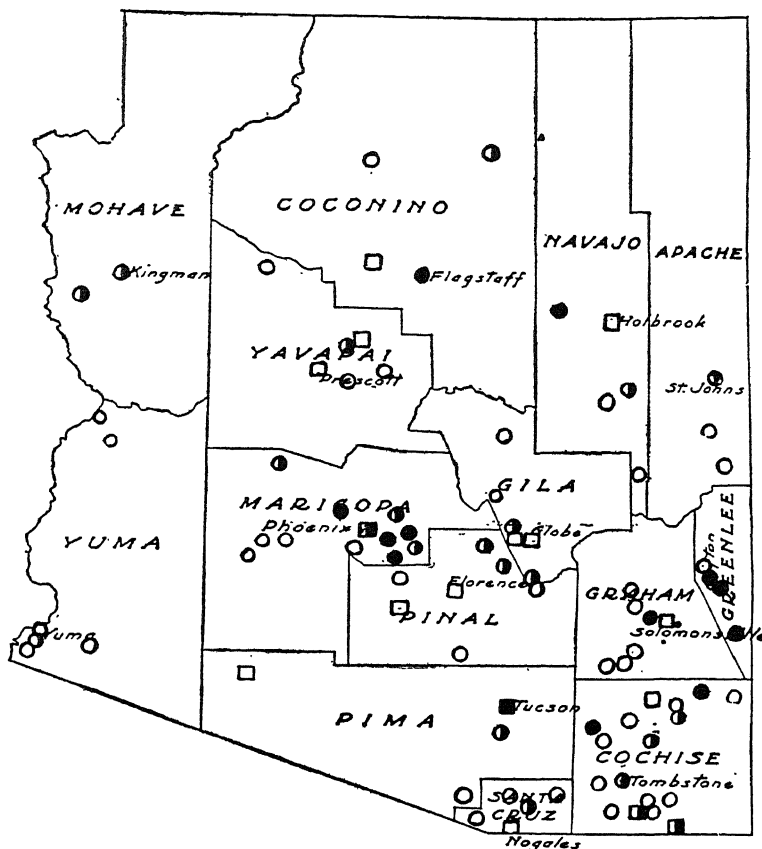 MOHAVE
COCONINO
NAVAJO
APACHE
Kingman
Flagstaff
Holbrook
YAVAPAI
Prescott
St. Johns
GILA
MARICOPA
Phoenix
Globe
YUMA
GREENLEE
Florence
GRAHAM
PINAL
Yuma
Solomons
Tucson
PIMA
COCHISE
Tombstone
SANTA
CRUZ
Nogales